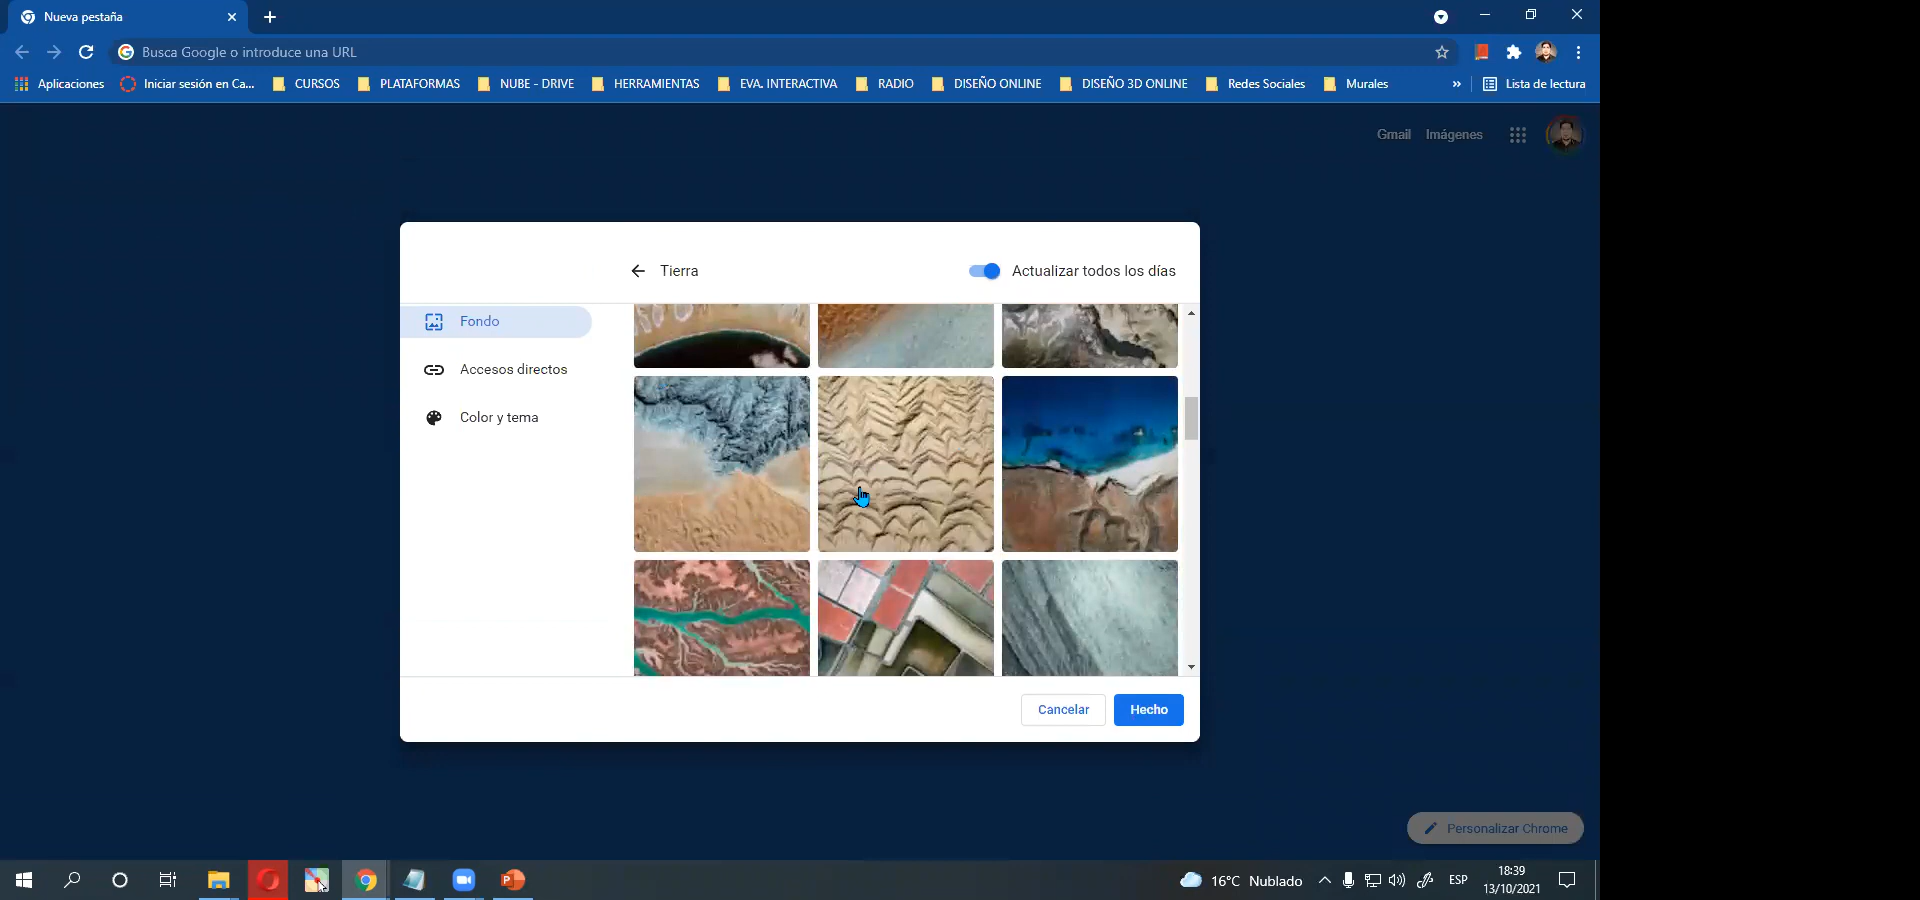 Nueva pestaña
Busca Google o introduce una URL
Aplicaciones Iniciar sesión en Ca... CURSOS PLATAFORMAS NUBE - DRIVE HERRAMIENTAS EVA. INTERACTIVA RADIO DISEÑO ONLINE DISEÑO 3D ONLINE Redes Sociales Murales » Lista de lectura
Gmail Imágenes
Tierra Actualizar todos los días
Fondo
Accesos directos
Color y tema
Cancelar Hecho
Personalizar Chrome
16°C Nublado ESP 18:39
13/10/2021